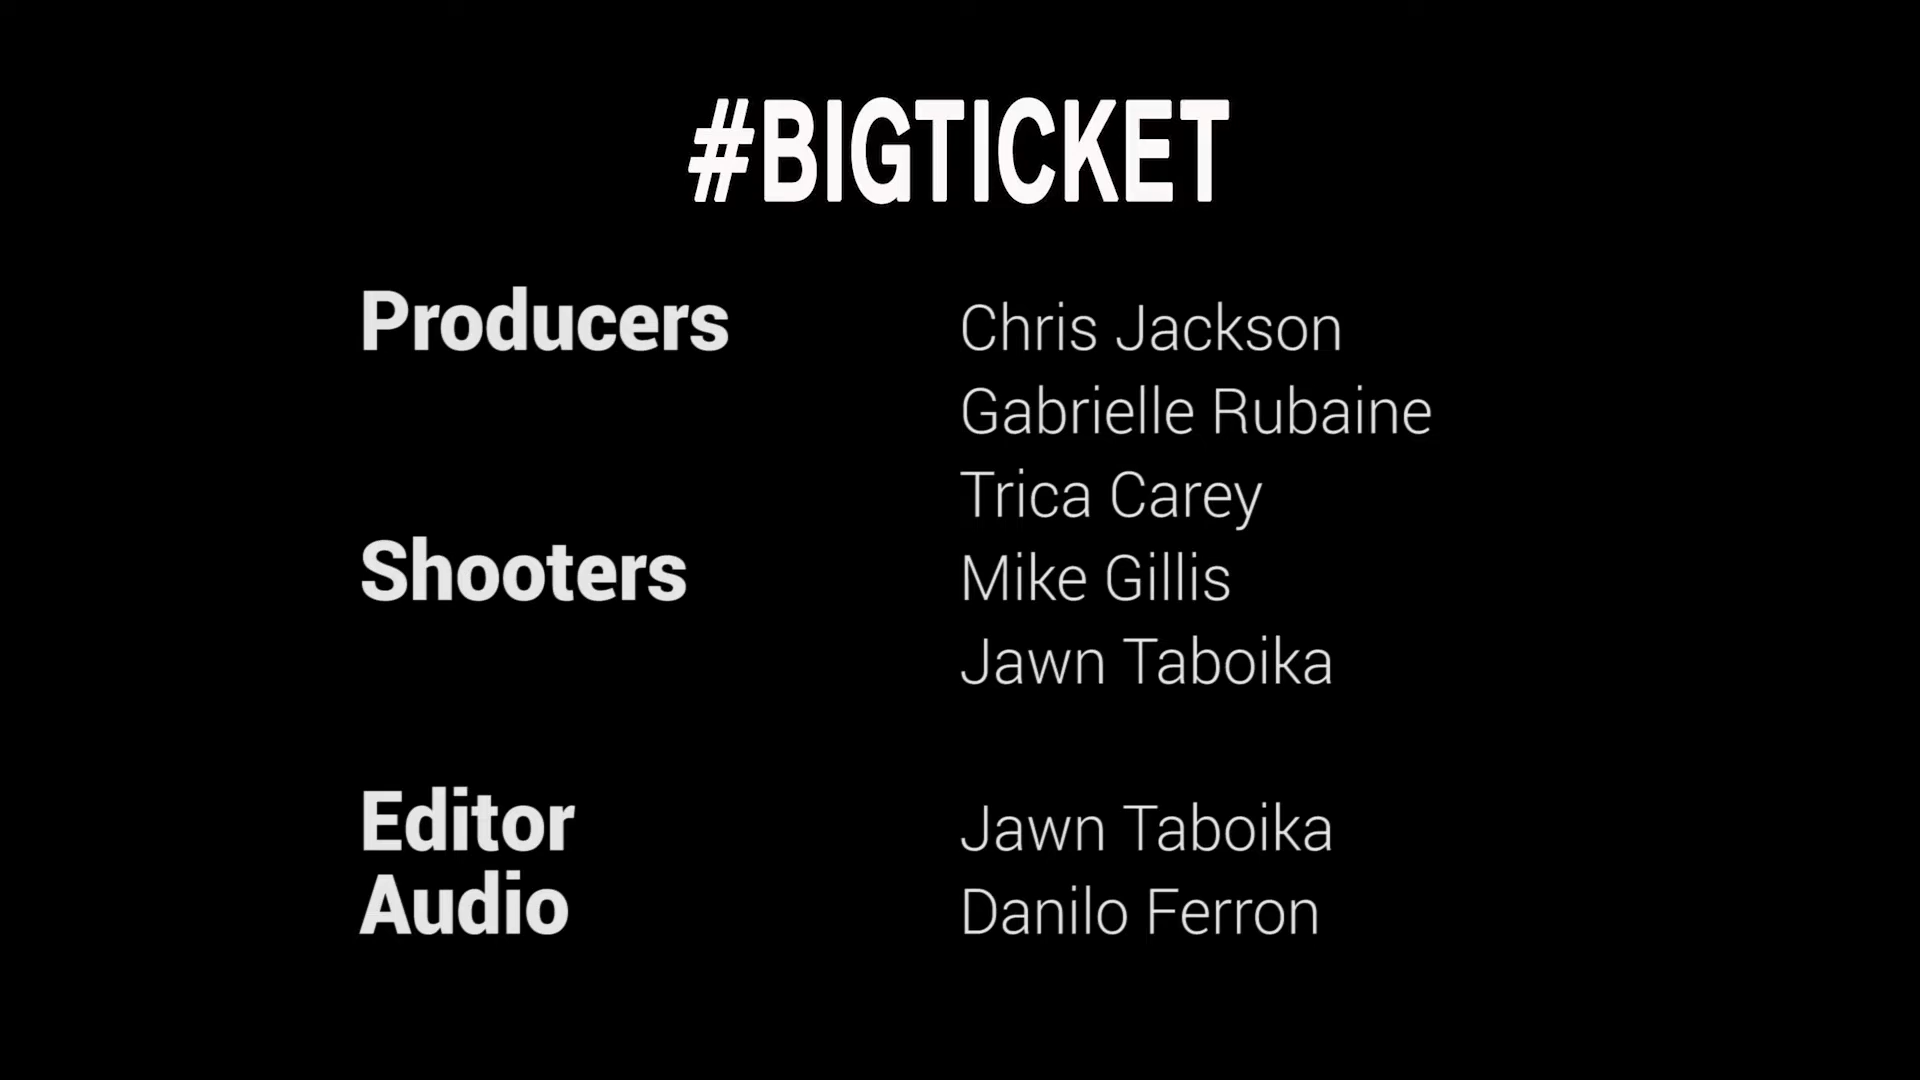 #BIGTICKET
Producers Chris Jackson
Gabrielle Rubaine
Trica Carey
Shooters Mike Gillis
Jawn Taboika
Editor Jawn Taboika
Audio Danilo Ferron